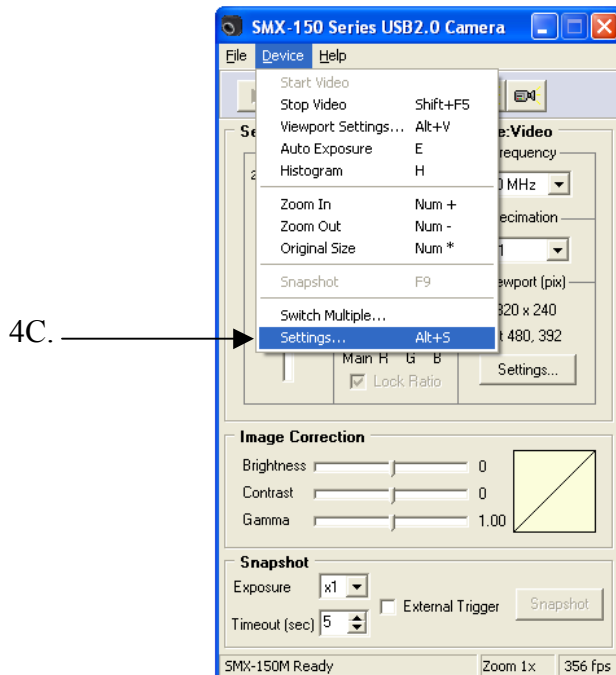 SMX-150 Series USB2.0 Camera
File Device Help
Start Video
Stop Video Shift+F5
Viewport Settings... Alt+V
Auto Exposure E
Histogram H
Zoom In Num +
Zoom Out Num -
Original Size Num *
Snapshot F9
Switch Multiple...
4C.
Settings... Alt+S
Se
e:Video
requency
2
0 MHz
ecimation
1
ewport (pix)
320 x 240
t 480, 392
Main R G B
Lock Ratio
Settings...
Image Correction
Brightness 0
Contrast 0
Gamma 1.00
Snapshot
Exposure x1
External Trigger
Snapshot
Timeout (sec) 5
SMX-150M Ready Zoom 1x 356 fps